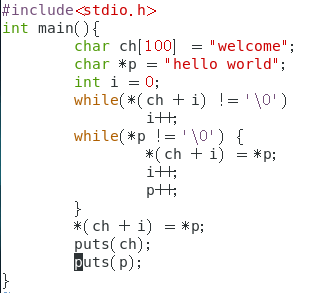 #include<stdio.h>
int main(){
char ch[100] = "welcome";
char *p = "hello world";
int i = 0;
while(*(ch + i) != '\0')
i++;
while(*p != '\0') {
*(ch + i) = *p;
i++;
p++;
}
*(ch + i) = *p;
puts(ch);
puts(p);
}